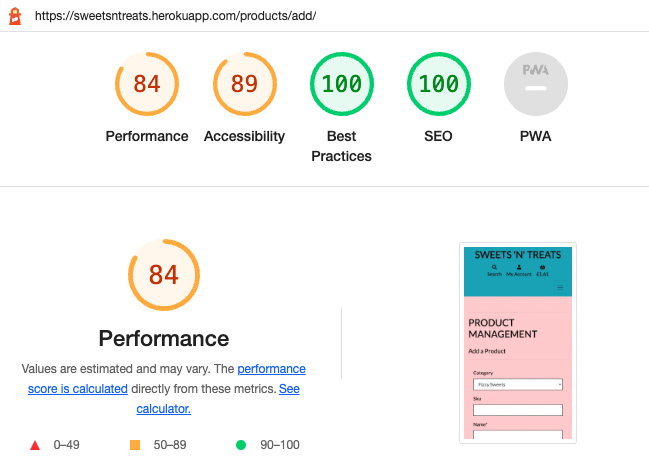 https://sweetsntreats.herokuapp.com/products/add/
84
89
100
100
PWA
Performance
Accessibility
Best
Practices
SEO
PWA
84
Performance
Values are estimated and may vary. The performance
score is calculated directly from these metrics. See
calculator.
0–49
50–89
90–100
SWEETS 'N' TREATS
Search My Account £1.61
PRODUCT
MANAGEMENT
Add a Product
Category
Fizzy Sweets
Sku
Name*